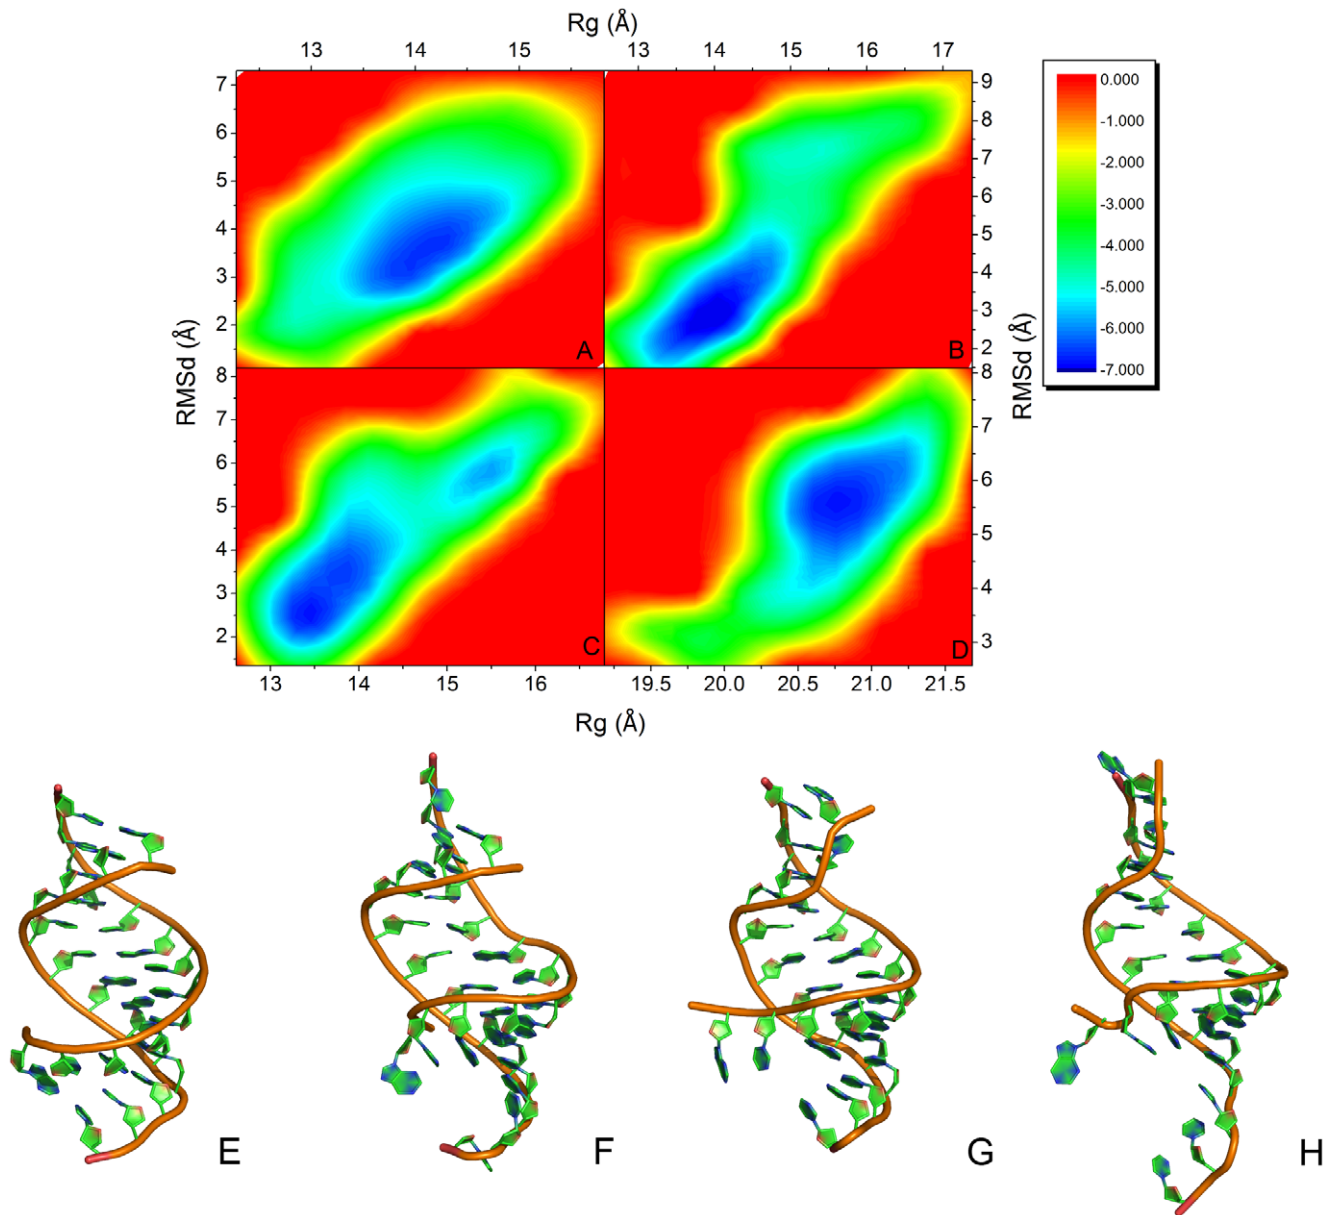 Rg (Å)
13 14 15 13 14 15 16 17
7 6 5 4 3 2
9 8 7 6 5 4 3 2
A B
0.000
-1.000
-2.000
-3.000
-4.000
-5.000
-6.000
-7.000
RMSd (Å)
RMSd (Å)
8 7 6 5 4 3 2
8 7 6 5 4 3
C D
13 14 15 16 19.5 20.0 20.5 21.0 21.5
Rg (Å)
E F G H